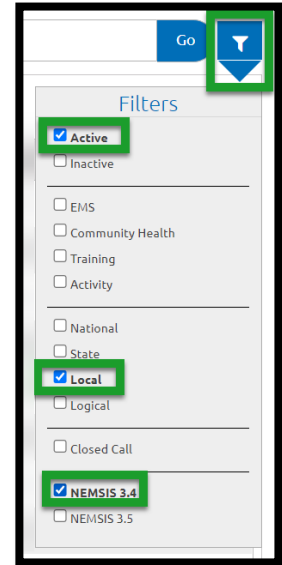 Go
Filters
Active
Inactive
EMS
Community Health
Training
Activity
National
State
Local
Logical
Closed Call
NEMSIS 3.4
NEMSIS 3.5